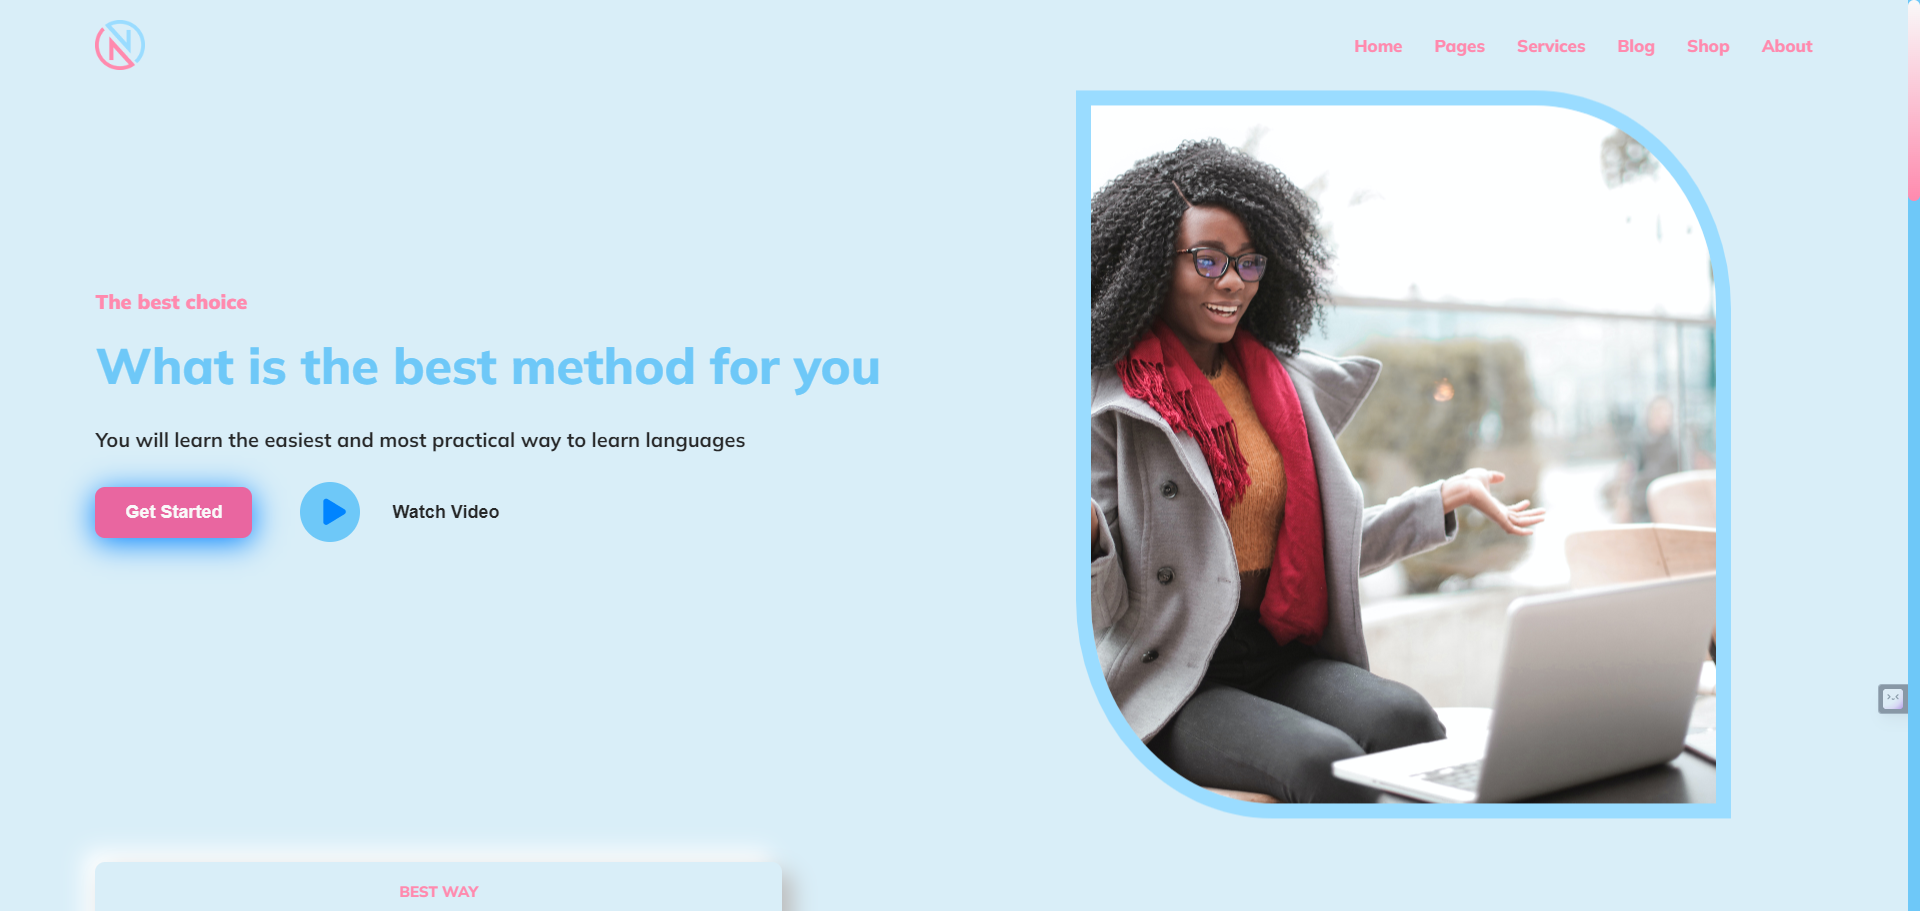 Home Pages Services Blog Shop About
The best choice
What is the best method for you
You will learn the easiest and most practical way to learn languages
Get Started
Watch Video
BEST WAY